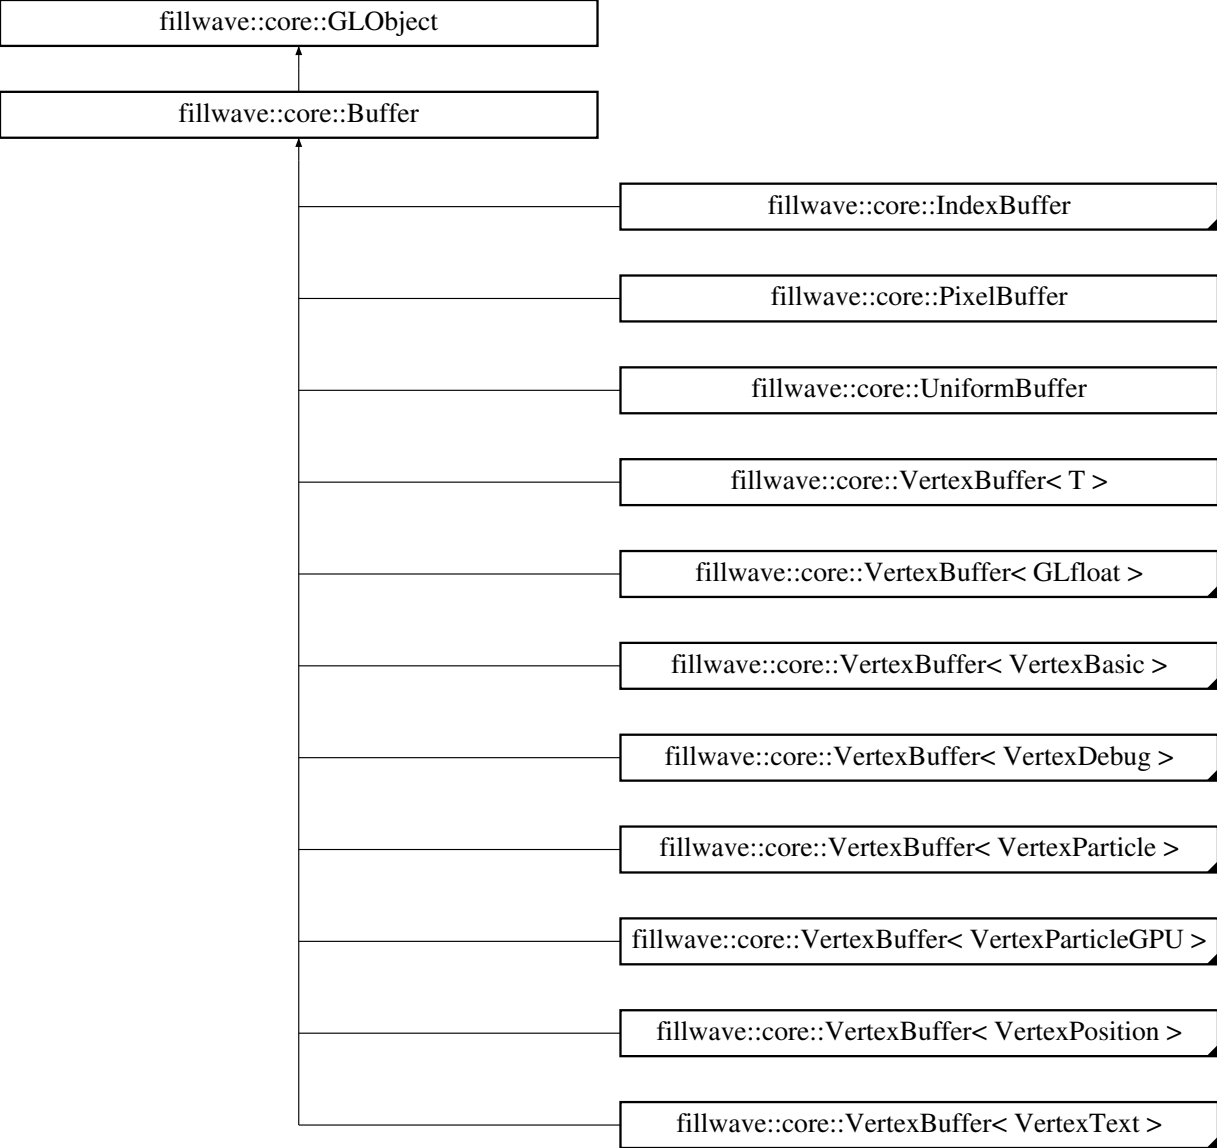 fillwave::core::GLObject
fillwave::core::Buffer
fillwave::core::IndexBuffer
fillwave::core::PixelBuffer
fillwave::core::UniformBuffer
fillwave::core::VertexBuffer< T >
fillwave::core::VertexBuffer< GLfloat >
fillwave::core::VertexBuffer< VertexBasic >
fillwave::core::VertexBuffer< VertexDebug >
fillwave::core::VertexBuffer< VertexParticle >
fillwave::core::VertexBuffer< VertexParticleGPU >
fillwave::core::VertexBuffer< VertexPosition >
fillwave::core::VertexBuffer< VertexText >